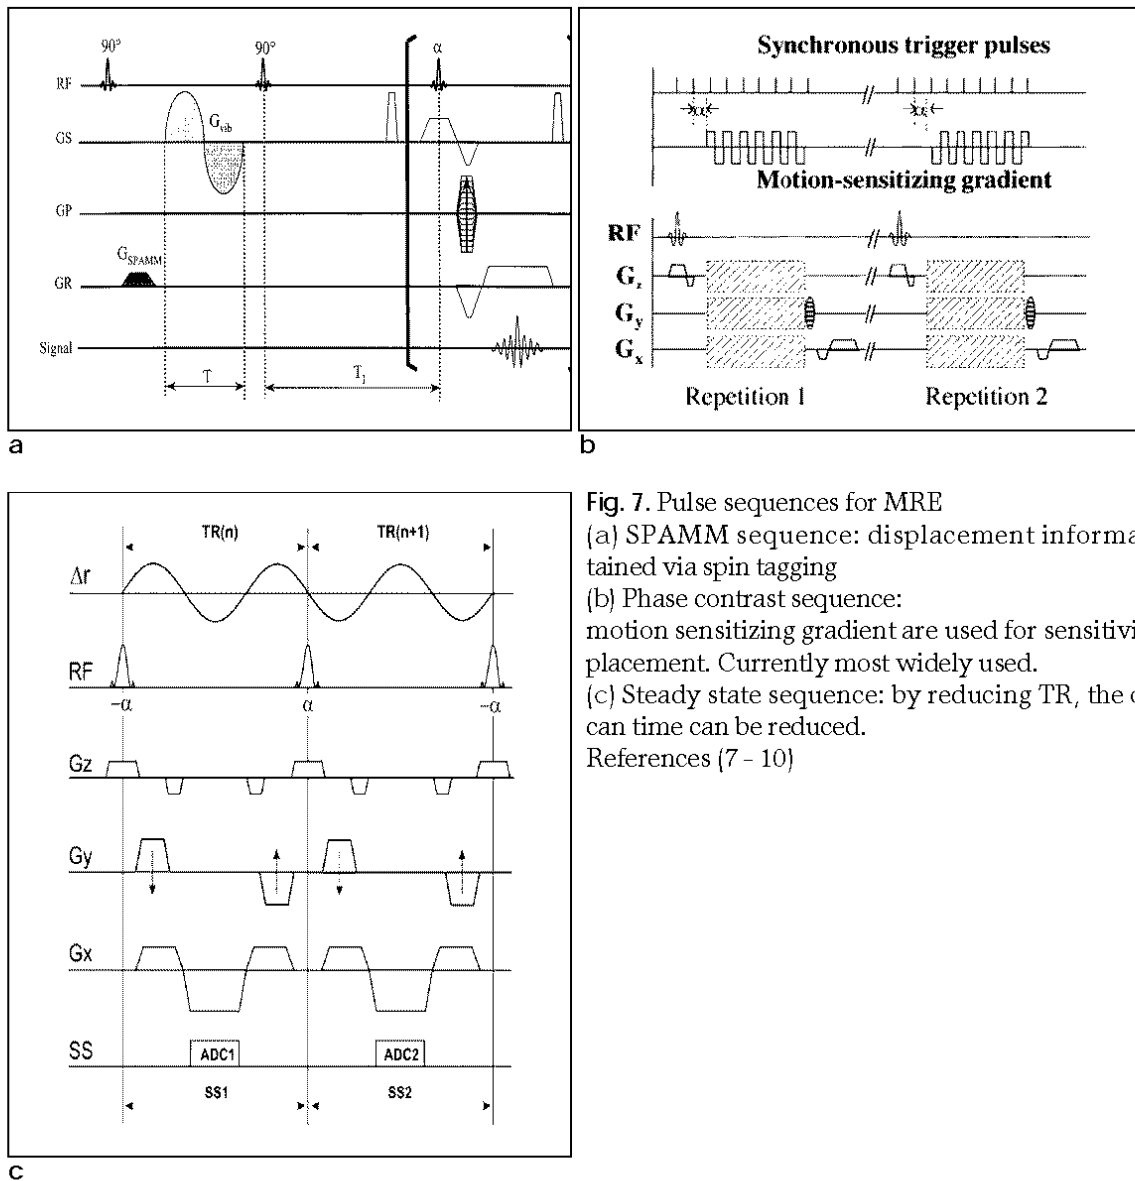 90°
90°
α
RF
GS
G_vib
GP
G_SPAMM
GR
Signal
T
a
Synchronous trigger pulses
α
α
Motion-sensitizing gradient
RF
G_z
G_y
G_x
Repetition 1
Repetition 2
b
TR(n)
TR(n+1)
Δr
RF
-α
α
-α
Gz
Gy
Gx
SS
ADC1
ADC2
SS1
SS2
c
Fig. 7. Pulse sequences for MRE
(a) SPAMM sequence: displacement informa
tained via spin tagging
(b) Phase contrast sequence:
motion sensitizing gradient are used for sensitivi
placement. Currently most widely used.
(c) Steady state sequence: by reducing TR, the
can time can be reduced.
References (7 - 10)